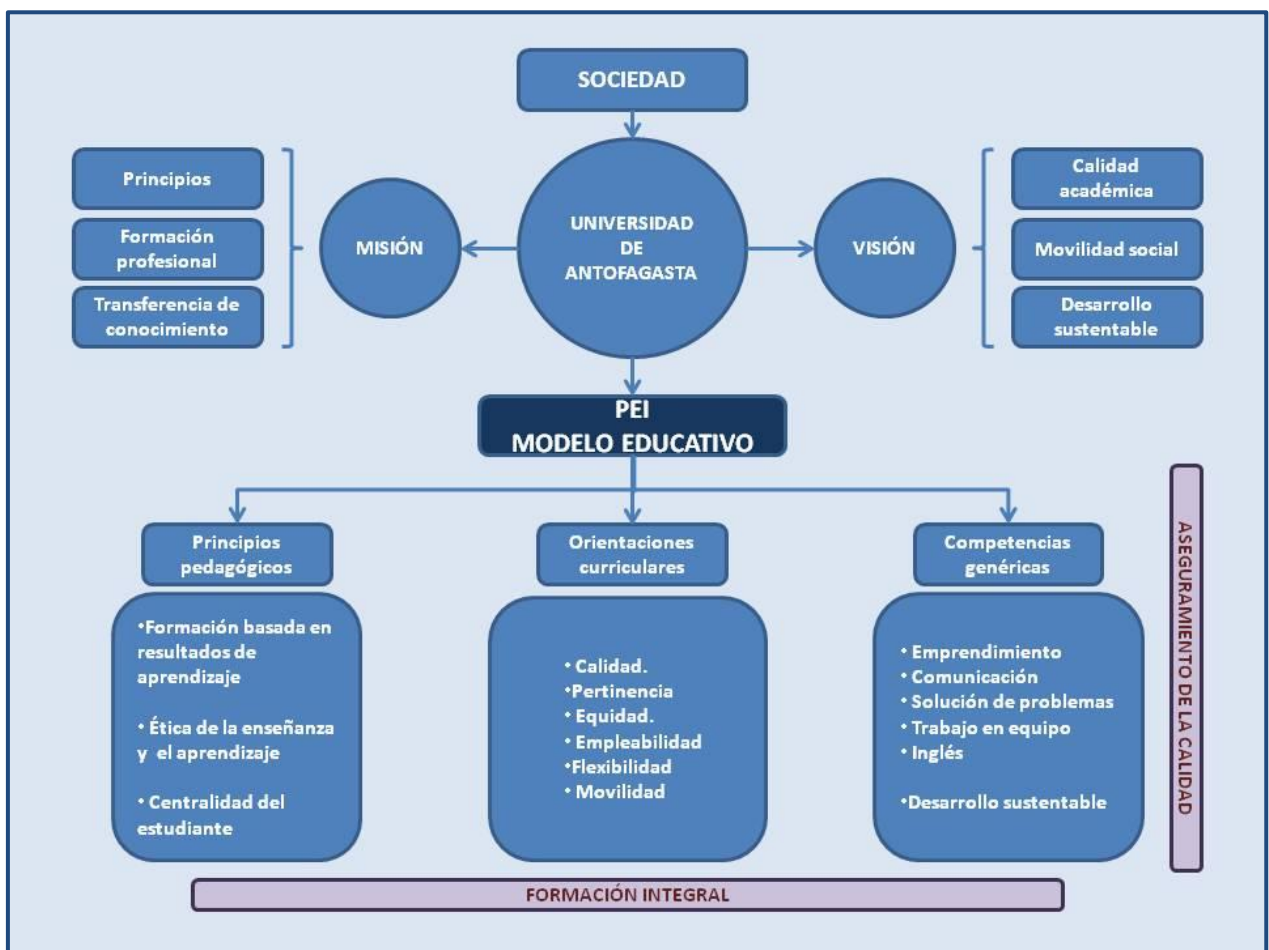 SOCIEDAD
Principios
Formación
profesional
Transferencia de
conocimiento
MISIÓN
UNIVERSIDAD
DE
ANTOFAGASTA
VISIÓN
Calidad
académica
Movilidad social
Desarrollo
sustentable
PEI
MODELO EDUCATIVO
Principios
pedagógicos
•Formación basada en
resultados de
aprendizaje
• Ética de la enseñanza
y el aprendizaje
• Centralidad del
estudiante
Orientaciones
curriculares
• Calidad.
•Pertinencia
• Equidad.
• Empleabilidad
•Flexibilidad
• Movilidad
Competencias
genéricas
• Emprendimiento
• Comunicación
• Solución de problemas
• Trabajo en equipo
• Inglés
•Desarrollo sustentable
ASEGURAMIENTO DE LA CALIDAD
FORMACIÓN INTEGRAL